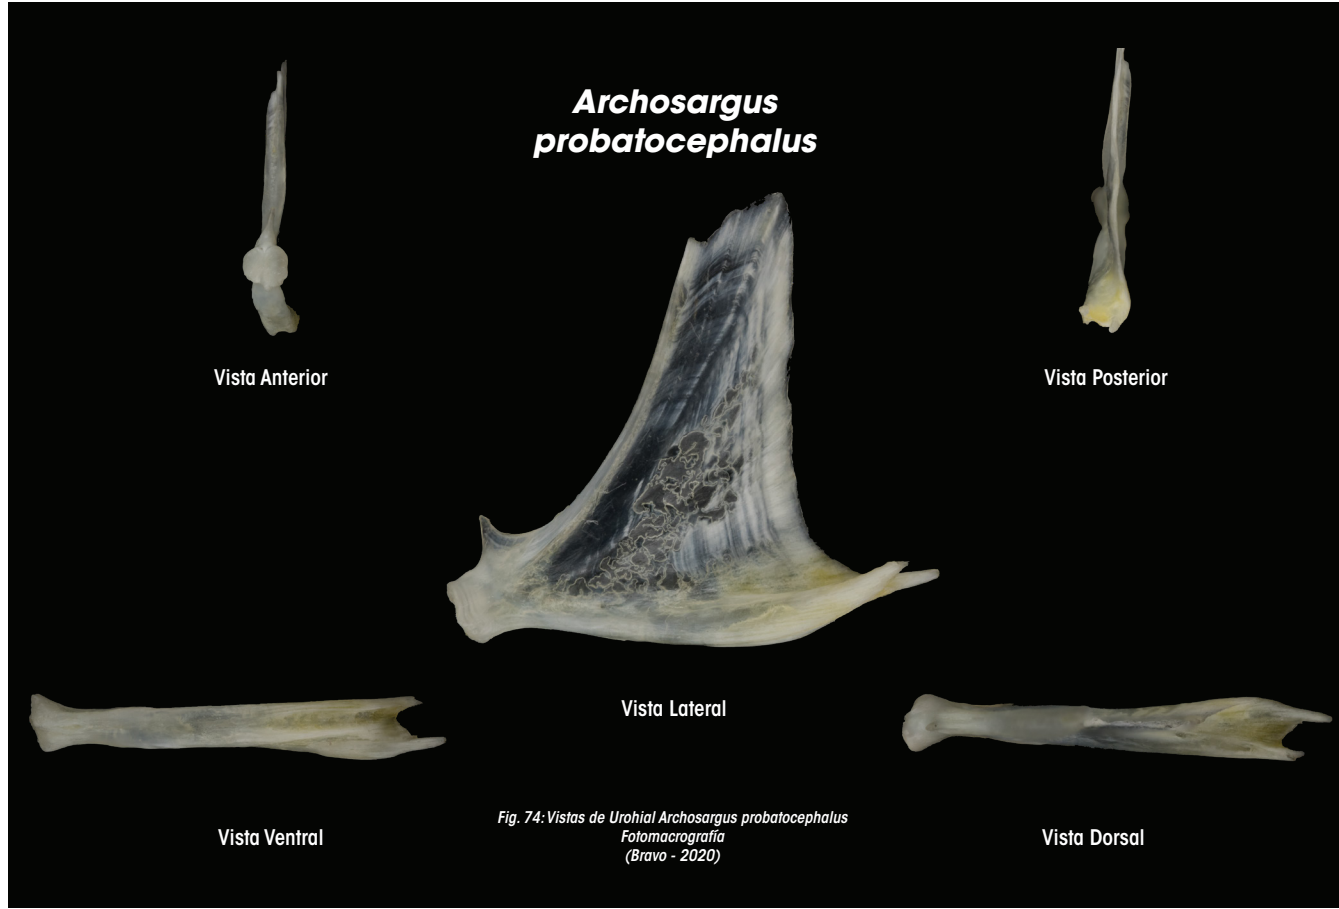 Archosargus
probatocephalus
Vista Anterior
Vista Posterior
Vista Lateral
Vista Ventral
Fig. 74: Vistas de Urohial Archosargus probatocephalus
Fotomacrografía
(Bravo - 2020)
Vista Dorsal